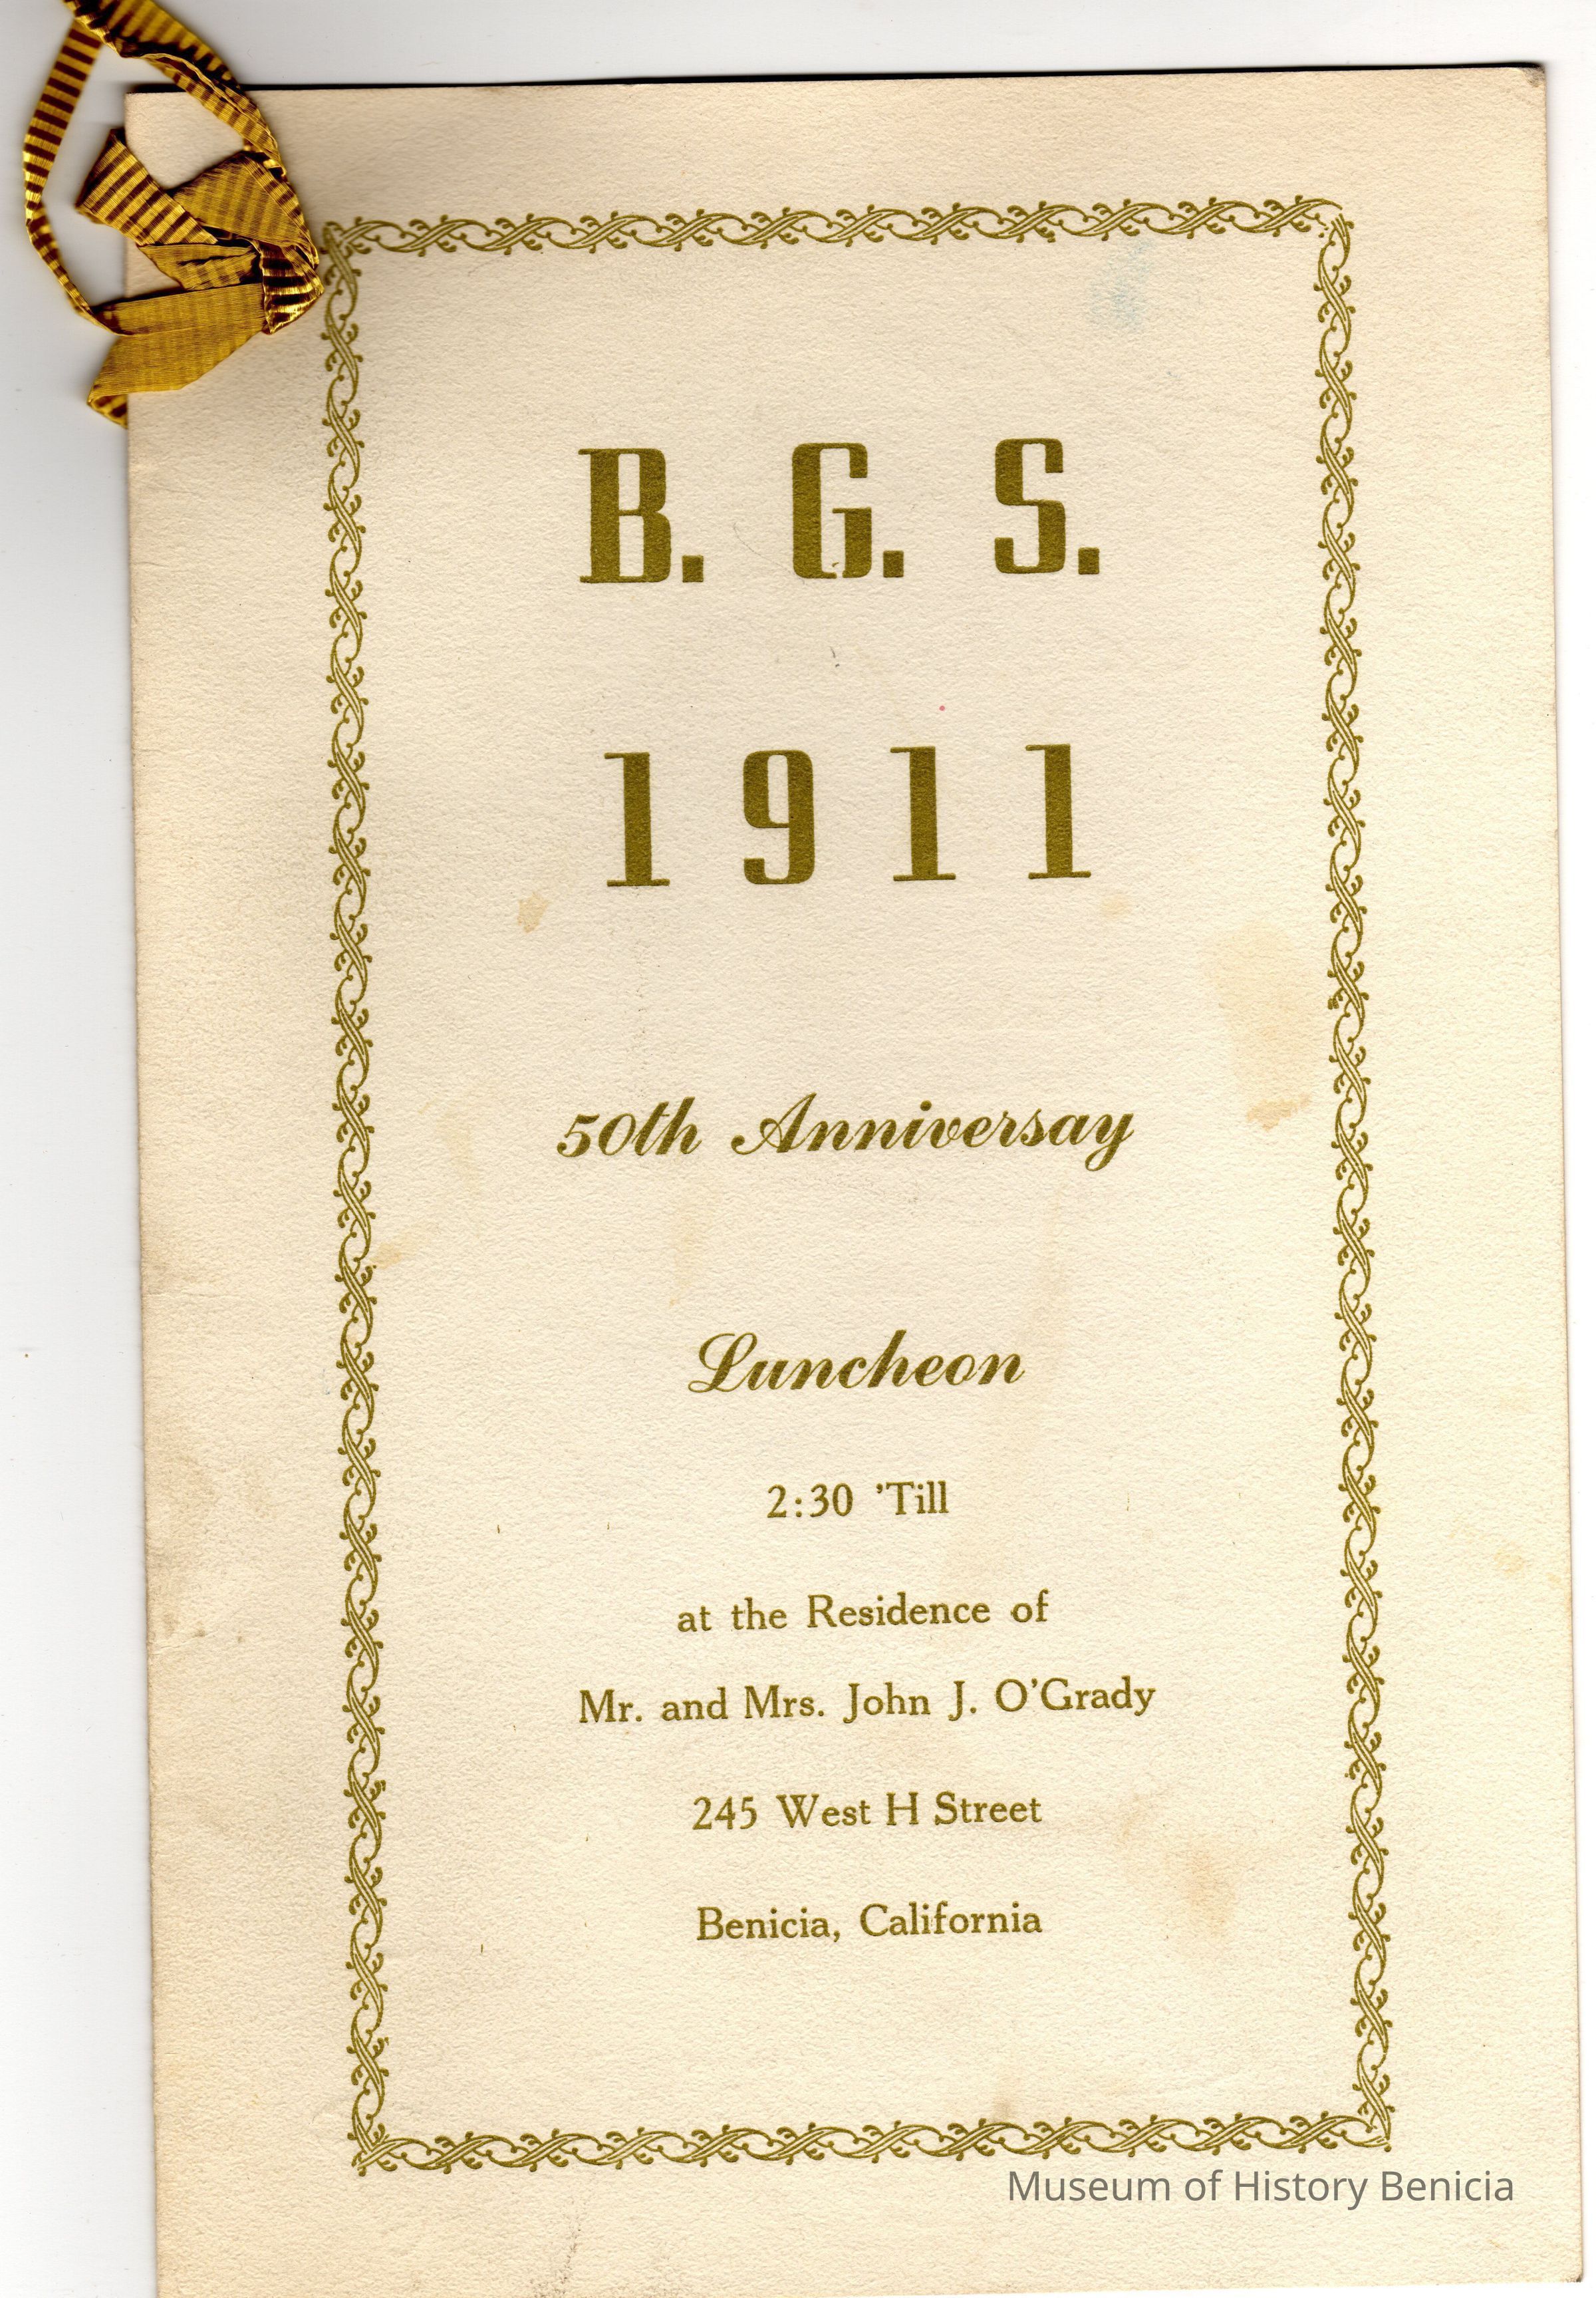 B. G. S.
1911
50th Anniversay
Luncheon
2:30 'Till
at the Residence of
Mr. and Mrs. John J. O'Grady
245 West H Street
Benicia, California
Museum of History Benicia